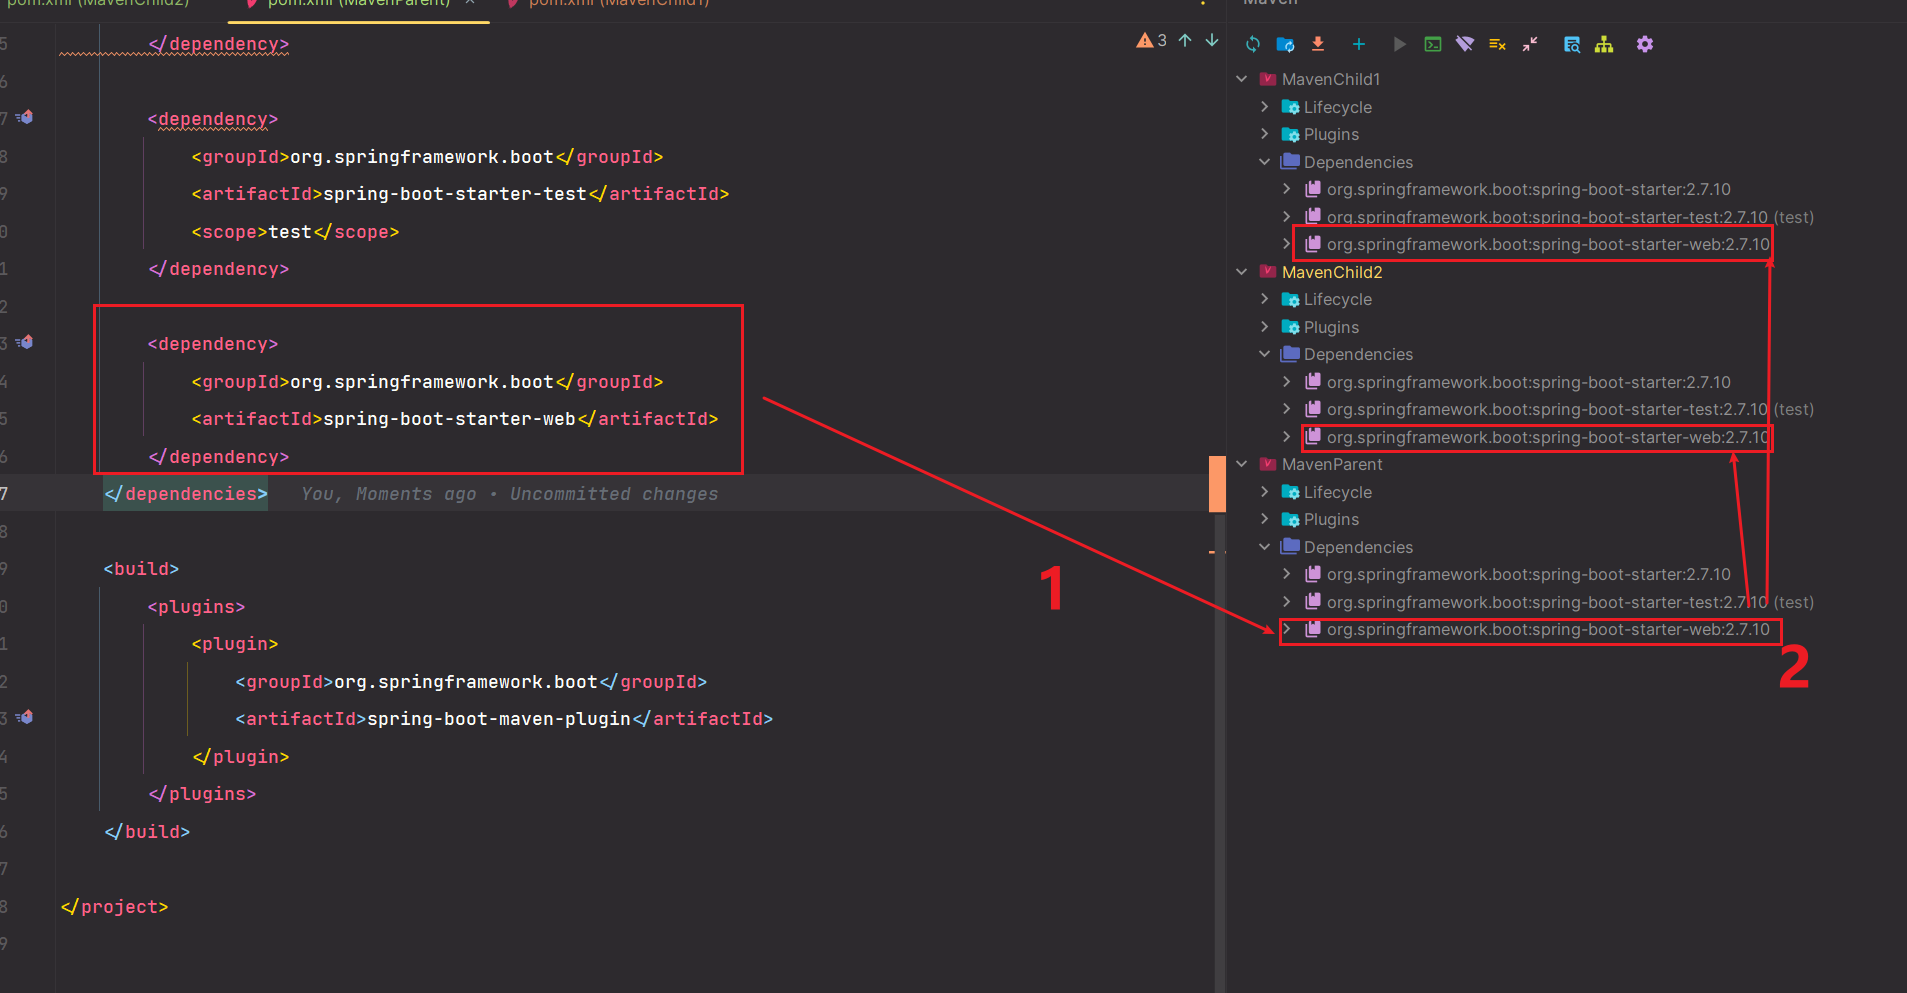 pom.xml (MavenChild2)
pom.xml (MavenParent)
pom.xml (MavenChild1)
Maven
5 </dependency>
3
6
7 <dependency>
8 <groupId>org.springframework.boot</groupId>
9 <artifactId>spring-boot-starter-test</artifactId>
0 <scope>test</scope>
1 </dependency>
2
3 <dependency>
4 <groupId>org.springframework.boot</groupId>
5 <artifactId>spring-boot-starter-web</artifactId>
6 </dependency>
7 </dependencies> You, Moments ago • Uncommitted changes
8
9 <build>
0 <plugins>
1 <plugin>
2 <groupId>org.springframework.boot</groupId>
3 <artifactId>spring-boot-maven-plugin</artifactId>
4 </plugin>
5 </plugins>
6 </build>
7
8 </project>
9
1
MavenChild1
Lifecycle
Plugins
Dependencies
org.springframework.boot:spring-boot-starter:2.7.10
org.springframework.boot:spring-boot-starter-test:2.7.10 (test)
org.springframework.boot:spring-boot-starter-web:2.7.10
MavenChild2
Lifecycle
Plugins
Dependencies
org.springframework.boot:spring-boot-starter:2.7.10
org.springframework.boot:spring-boot-starter-test:2.7.10 (test)
org.springframework.boot:spring-boot-starter-web:2.7.10
MavenParent
Lifecycle
Plugins
Dependencies
org.springframework.boot:spring-boot-starter:2.7.10
org.springframework.boot:spring-boot-starter-test:2.7.10 (test)
org.springframework.boot:spring-boot-starter-web:2.7.10
2